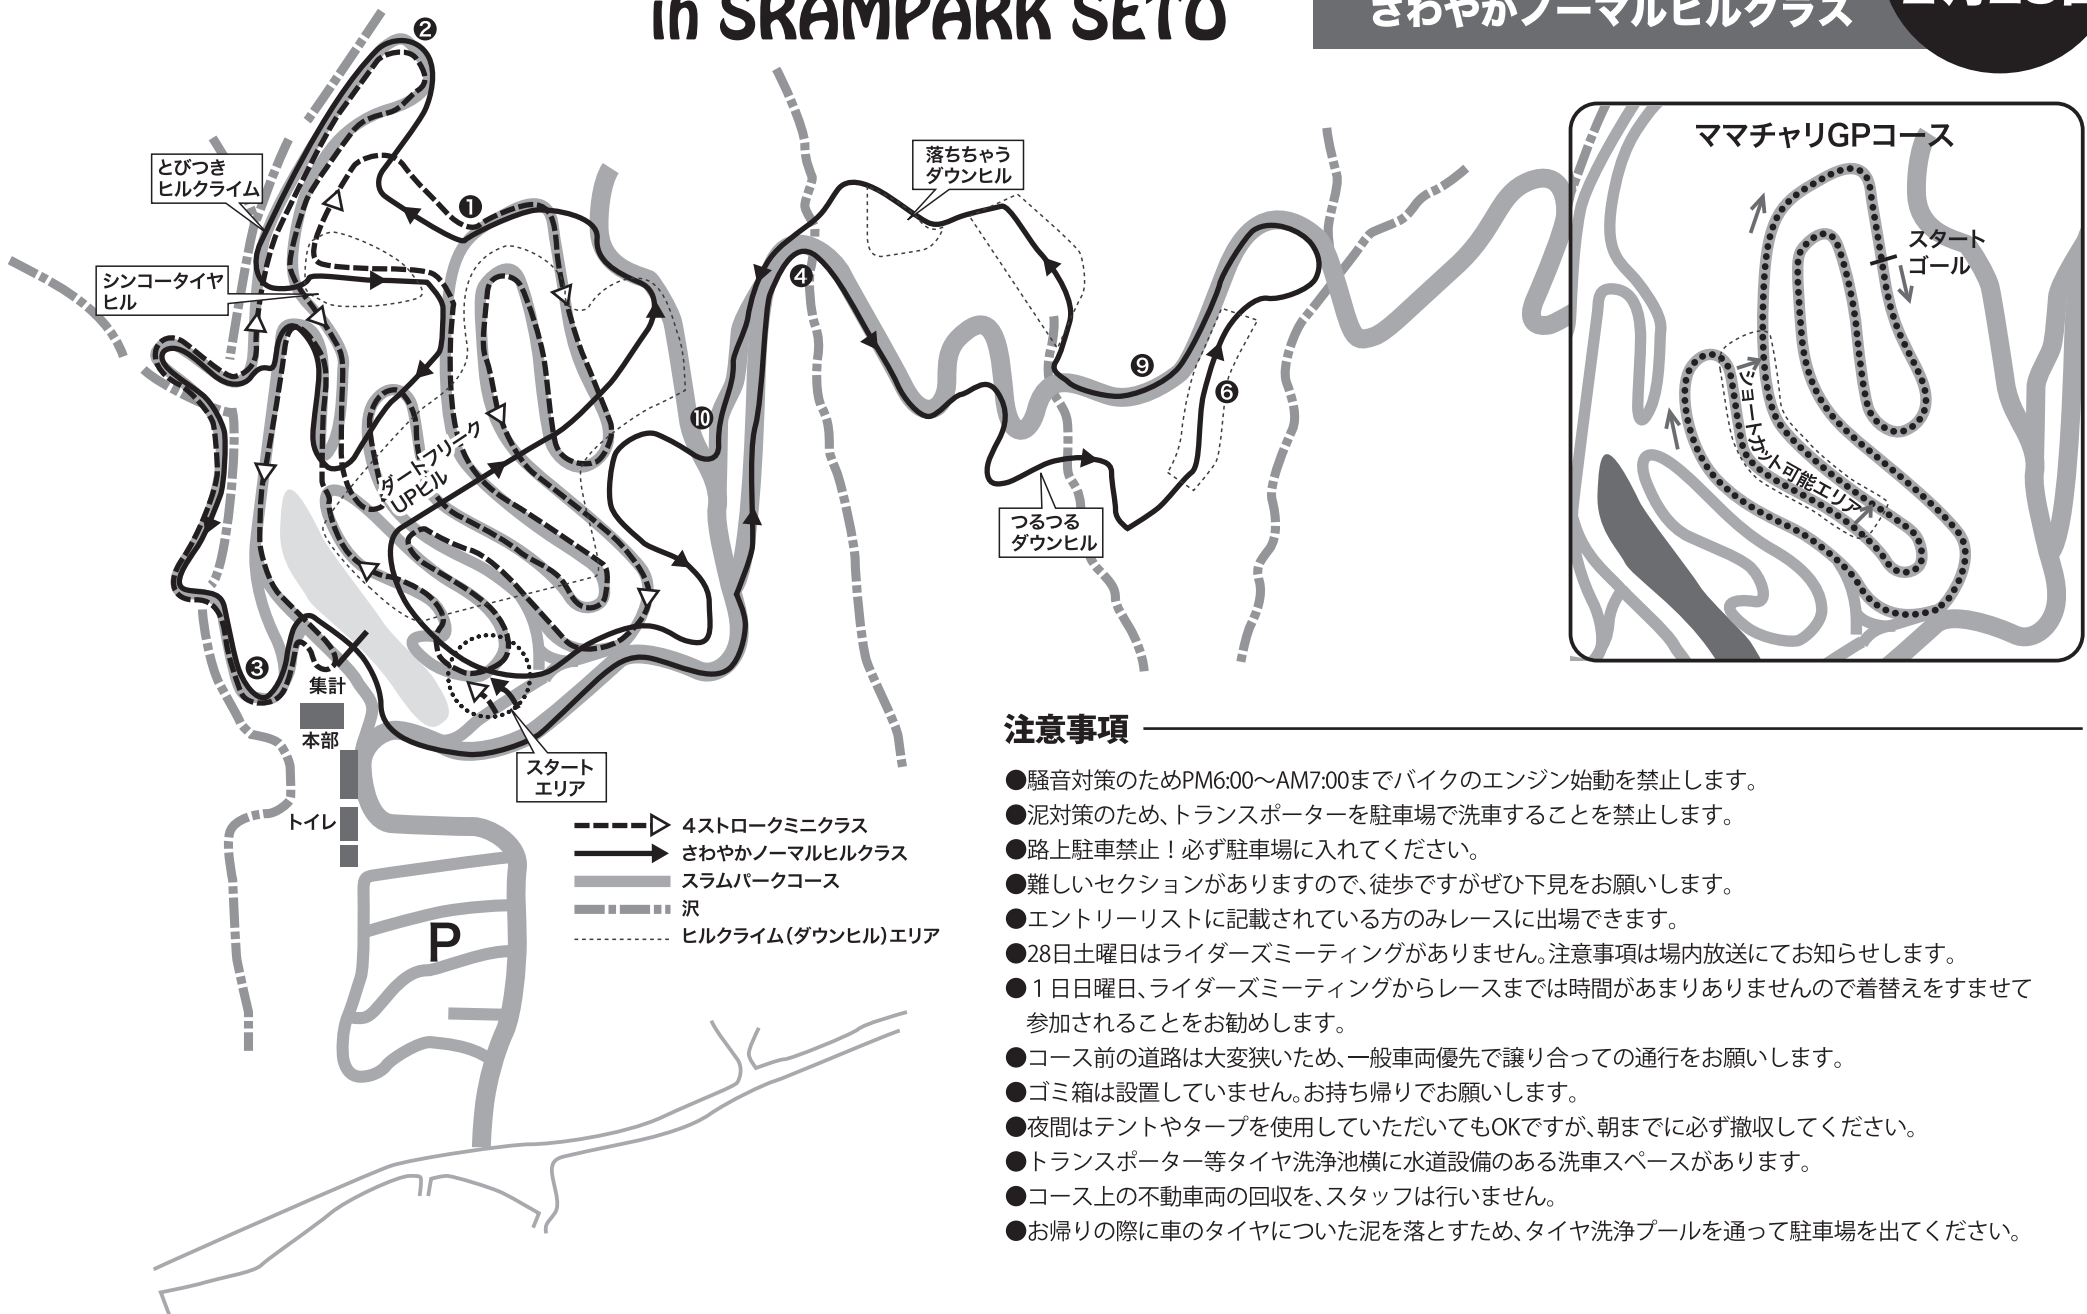 in SRAMPARK SETO
さわやかノーマルヒルクラス
❷
とびつき
ヒルクライム
❶
シンコータイヤ
ヒル
落ちちゃう
ダウンヒル
❹
❾
❻
❿
ダートフリーク
UPヒル
つるつる
ダウンヒル
❸
集計
本部
スタート
エリア
トイレ
P
4ストロークミニクラス
さわやかノーマルヒルクラス
スラムパークコース
沢
ヒルクライム(ダウンヒル)エリア
ママチャリGPコース
スタート
ゴール
ショートカット可能エリア
注意事項
●騒音対策のためPM6:00〜AM7:00までバイクのエンジン始動を禁止します。
●泥対策のため、トランスポーターを駐車場で洗車することを禁止します。
●路上駐車禁止！必ず駐車場に入れてください。
●難しいセクションがありますので、徒歩ですがぜひ下見をお願いします。
●エントリーリストに記載されている方のみレースに出場できます。
●28日土曜日はライダーズミーティングがありません。注意事項は場内放送にてお知らせします。
●１日日曜日、ライダーズミーティングからレースまでは時間があまりありませんので着替えをすませて
参加されることをお勧めします。
●コース前の道路は大変狭いため、一般車両優先で譲り合っての通行をお願いします。
●ゴミ箱は設置していません。お持ち帰りでお願いします。
●夜間はテントやタープを使用していただいてもOKですが、朝までに必ず撤収してください。
●トランスポーター等タイヤ洗浄池横に水道設備のある洗車スペースがあります。
●コース上の不動車両の回収を、スタッフは行いません。
●お帰りの際に車のタイヤについた泥を落とすため、タイヤ洗浄プールを通って駐車場を出てください。